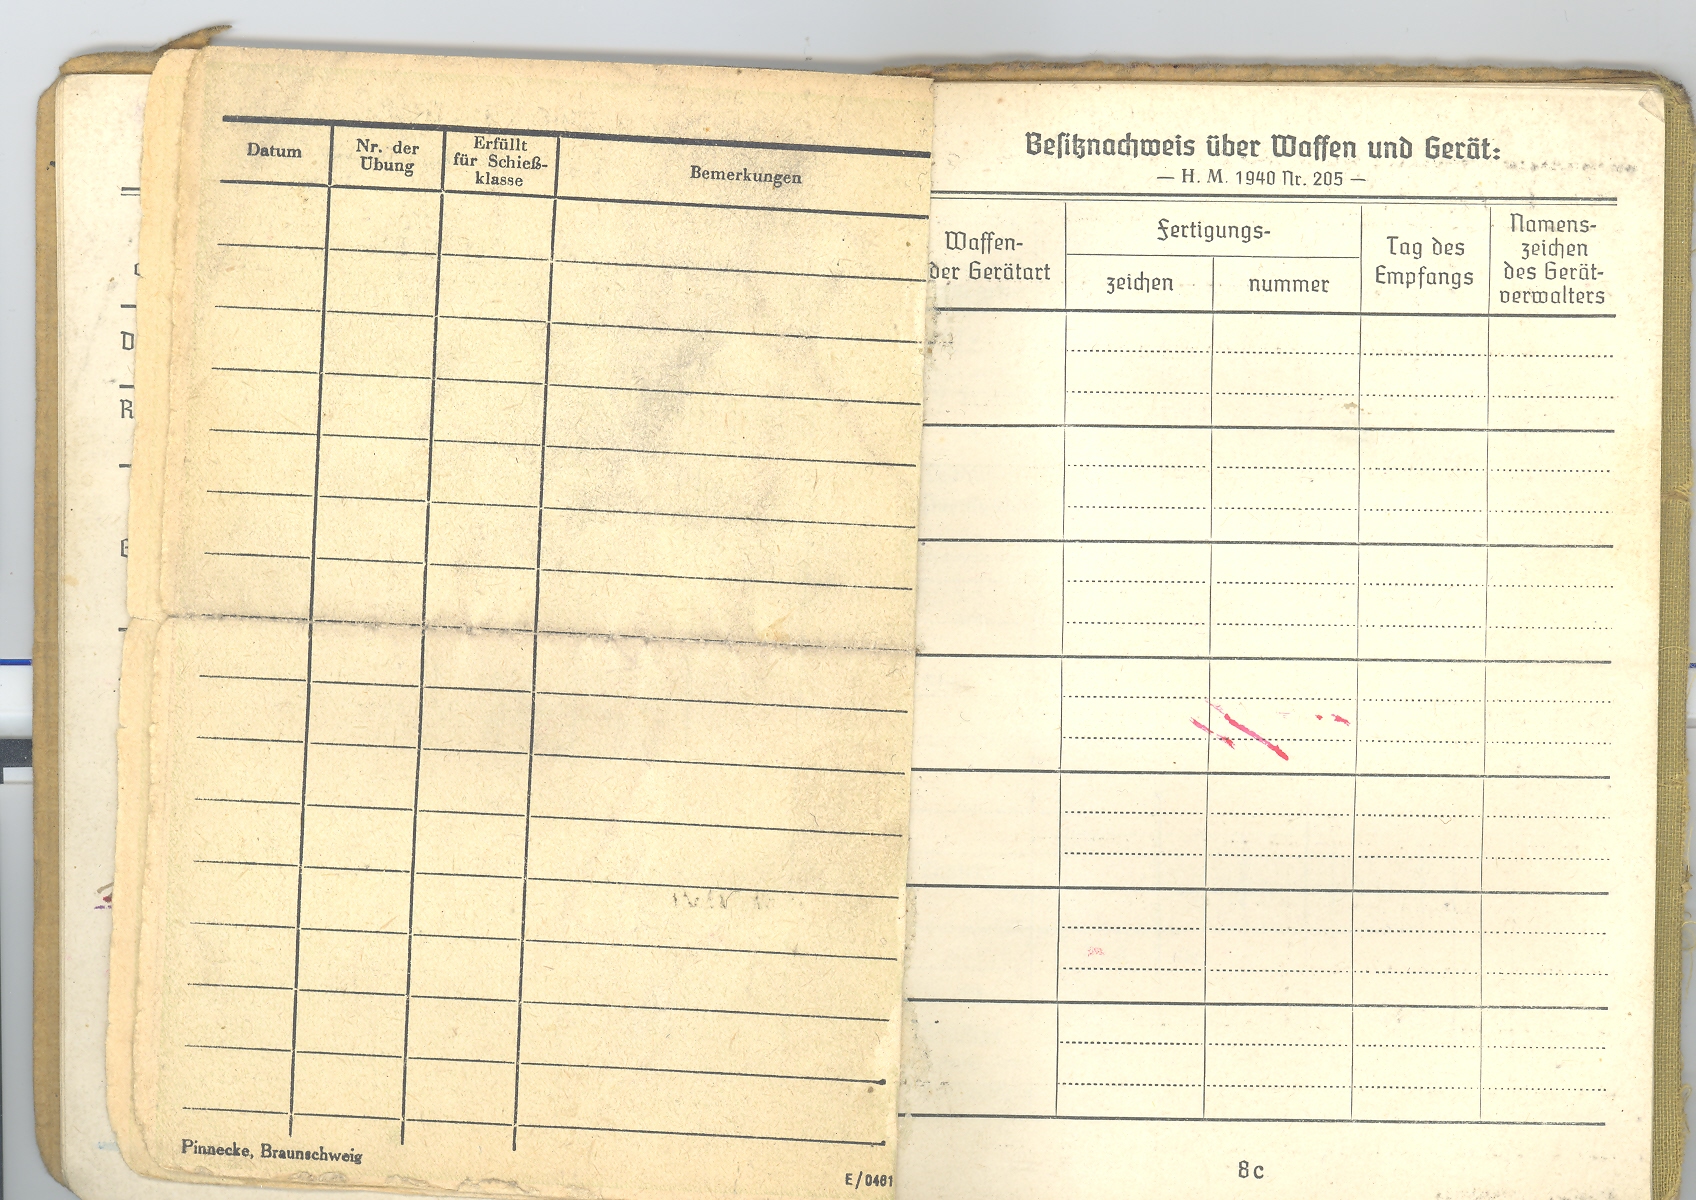 Datum
Nr. der
Übung
Erfüllt
für Schieß-
klasse
Bemerkungen
Pinnecke, Braunschweig
E/0461
Besitznachweis über Waffen und Gerät:
— H. M. 1940 Nr. 205 —
Waffen-
der Gerätart
Fertigungs-
zeichen
nummer
Tag des
Empfangs
Namens-
zeichen
des Gerät-
verwalters
8c